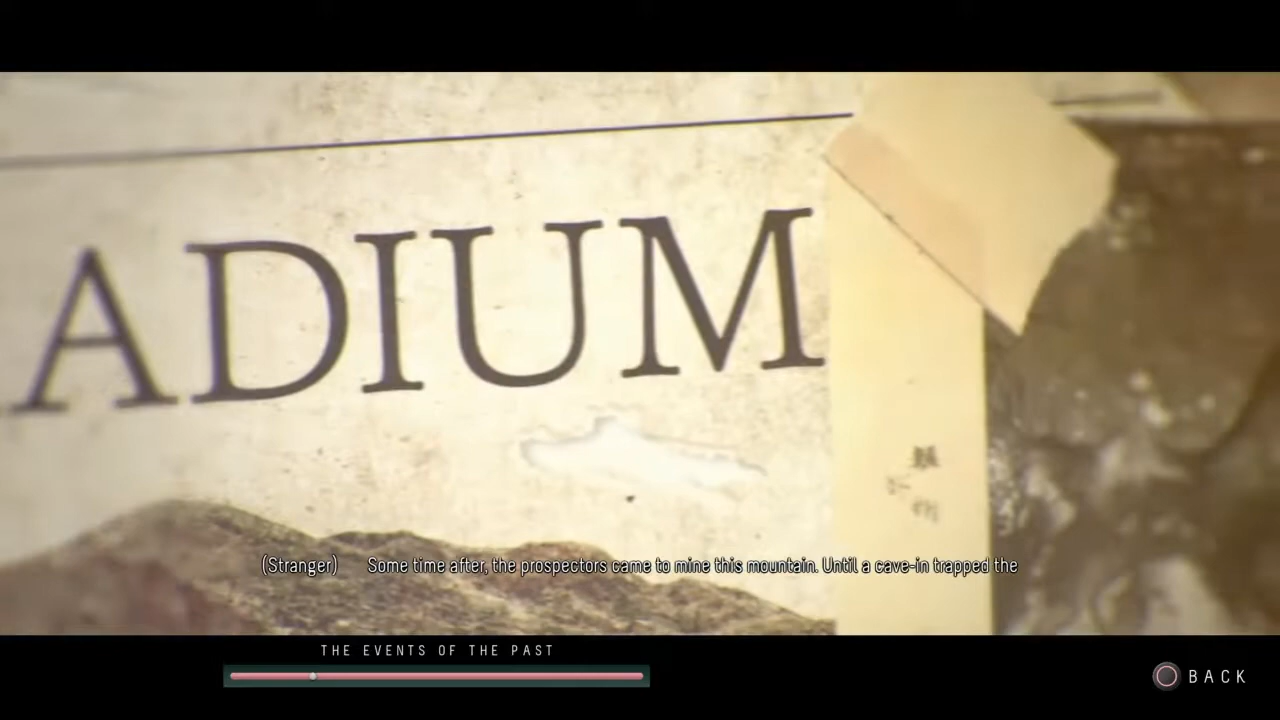 ADIUM
(Stranger) Some time after, the prospectors came to mine this mountain. Until a cave-in trapped the
THE EVENTS OF THE PAST
BACK